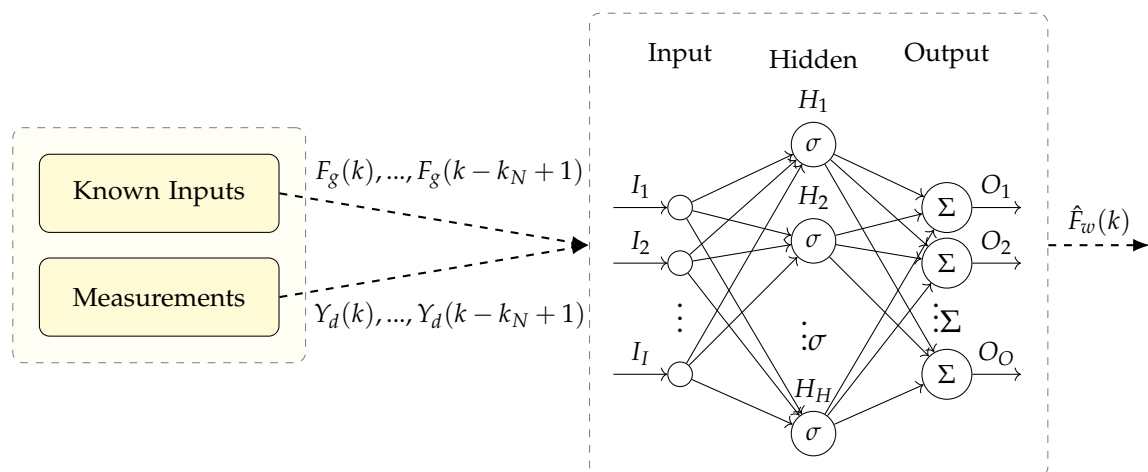 Known Inputs
Measurements
F_g(k), ..., F_g(k − k_N + 1)
Y_d(k), ..., Y_d(k − k_N + 1)
Input
Hidden
Output
I_1
I_2
⋮
I_I
H_1
σ
H_2
σ
⋮σ
H_H
σ
Σ
O_1
Σ
O_2
⋮Σ
Σ
O_O
F̂_w(k)